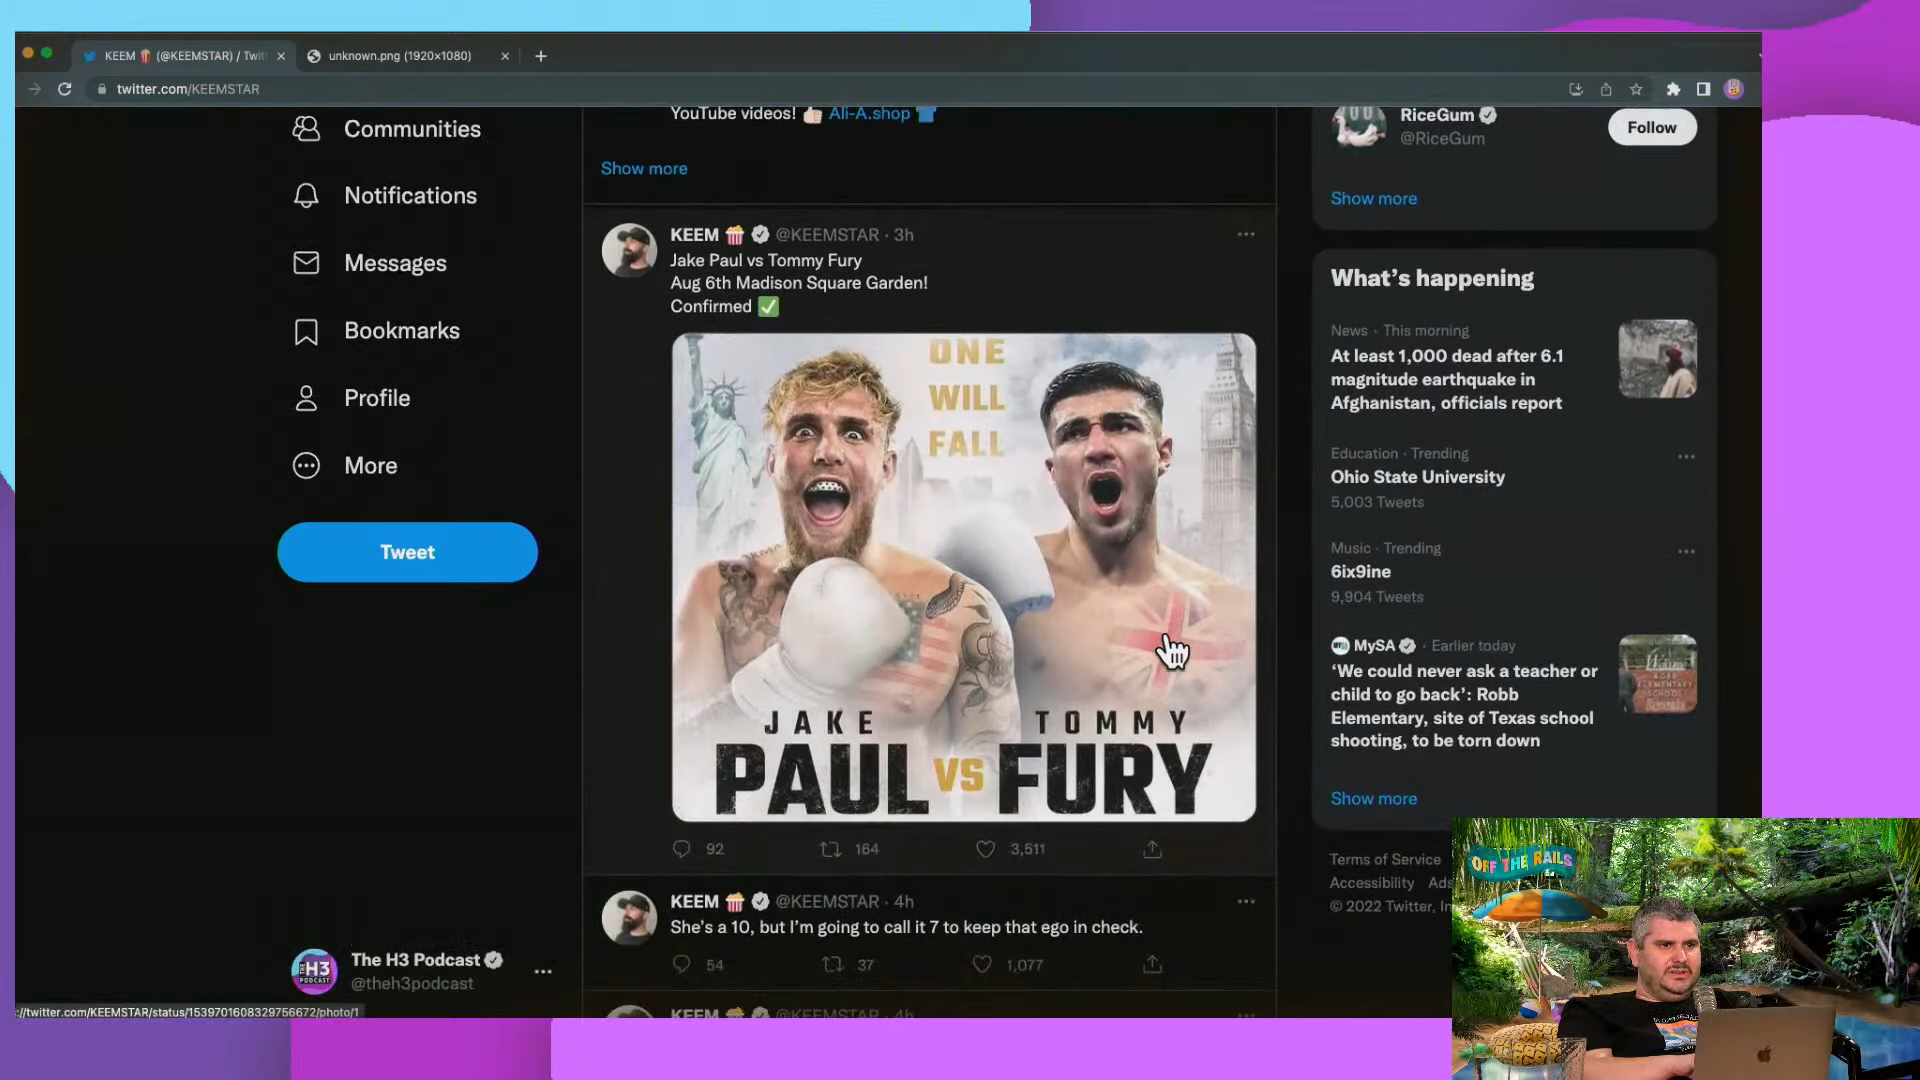 KEEM 🍿 (@KEEMSTAR) / Twit
unknown.png (1920×1080)
twitter.com/KEEMSTAR
Communities
Notifications
Messages
Bookmarks
Profile
More
Tweet
The H3 Podcast
@theh3podcast
://twitter.com/KEEMSTAR/status/1539701608329756672/photo/1
YouTube videos! 👍🏻 Ali-A.shop 👕
Show more
KEEM 🍿 @KEEMSTAR · 3h
Jake Paul vs Tommy Fury
Aug 6th Madison Square Garden!
Confirmed ✅
ONE
WILL
FALL
JAKE
PAUL
VS
TOMMY
FURY
92
164
3,511
KEEM 🍿 @KEEMSTAR · 4h
She's a 10, but I'm going to call it 7 to keep that ego in check.
54
37
1,077
KEEM 🍿 @KEEMSTAR · 4h
RiceGum
@RiceGum
Follow
Show more
What's happening
News · This morning
At least 1,000 dead after 6.1
magnitude earthquake in
Afghanistan, officials report
Education · Trending
Ohio State University
5,003 Tweets
Music · Trending
6ix9ine
9,904 Tweets
MySA · Earlier today
‘We could never ask a teacher or
child to go back’: Robb
Elementary, site of Texas school
shooting, to be torn down
Show more
Terms of Service
Accessibility Ads
© 2022 Twitter, In
OFF THE RAILS
H3
PODCAST